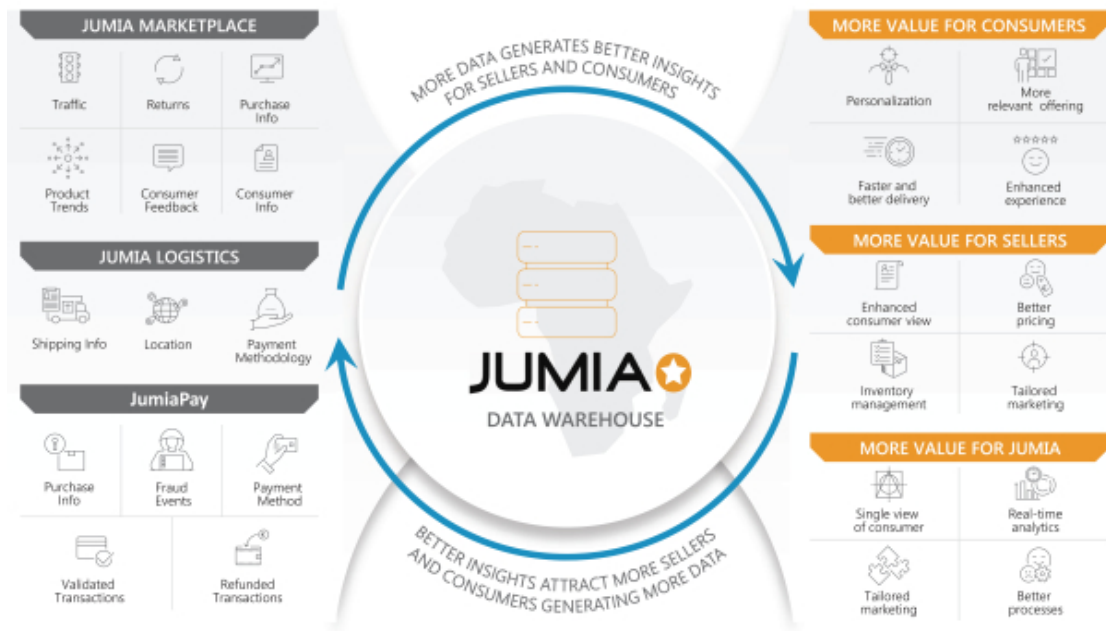 JUMIA MARKETPLACE
Traffic
Returns
Purchase
Info
Product
Trends
Consumer
Feedback
Consumer
Info
JUMIA LOGISTICS
Shipping Info
Location
Payment
Methodology
JumiaPay
Purchase
Info
Fraud
Events
Payment
Method
Validated
Transactions
Refunded
Transactions
MORE DATA GENERATES BETTER INSIGHTS
FOR SELLERS AND CONSUMERS
JUMIA
DATA WAREHOUSE
BETTER INSIGHTS ATTRACT MORE SELLERS
AND CONSUMERS GENERATING MORE DATA
MORE VALUE FOR CONSUMERS
Personalization
More
relevant offering
Faster and
better delivery
Enhanced
experience
MORE VALUE FOR SELLERS
Enhanced
consumer view
Better
pricing
Inventory
management
Tailored
marketing
MORE VALUE FOR JUMIA
Single view
of consumer
Real-time
analytics
Tailored
marketing
Better
processes